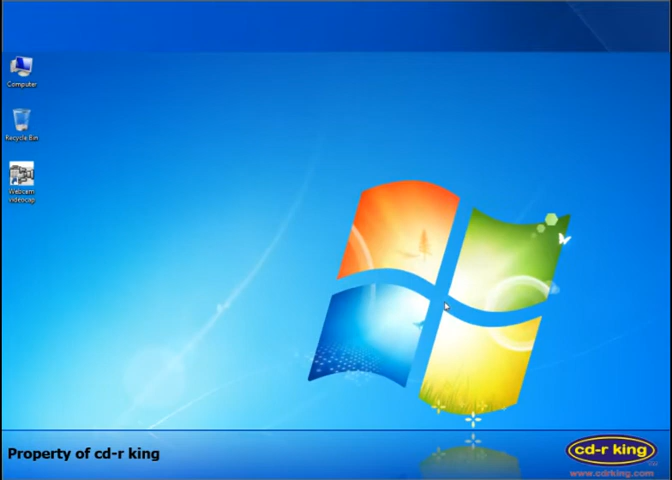 Computer
Recycle Bin
Webcam
videocap
Property of cd-r king
cd-r king
www.cdrking.com